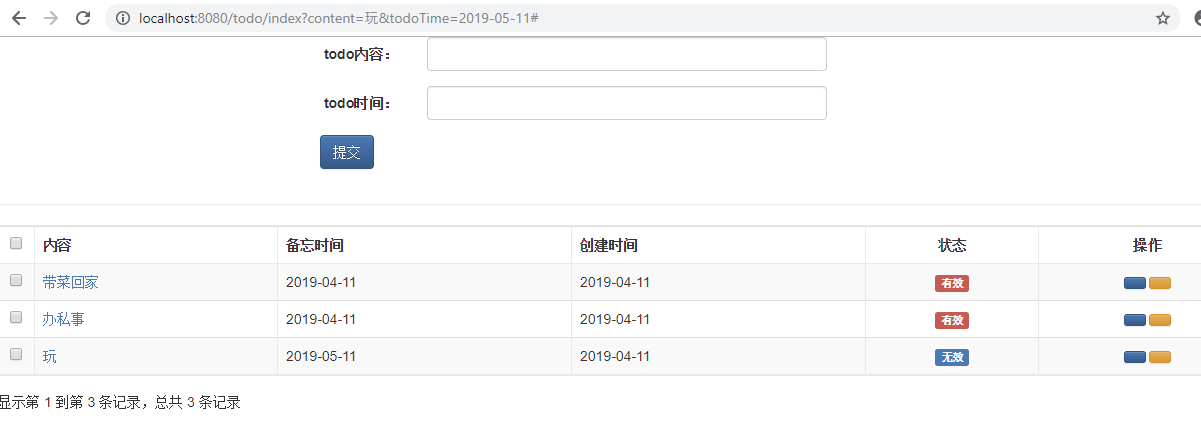 localhost:8080/todo/index?content=玩&todoTime=2019-05-11#
todo内容：
todo时间：
提交
内容 备忘时间 创建时间 状态 操作
带菜回家 2019-04-11 2019-04-11 有效
办私事 2019-04-11 2019-04-11 有效
玩 2019-05-11 2019-04-11 无效
显示第 1 到第 3 条记录，总共 3 条记录